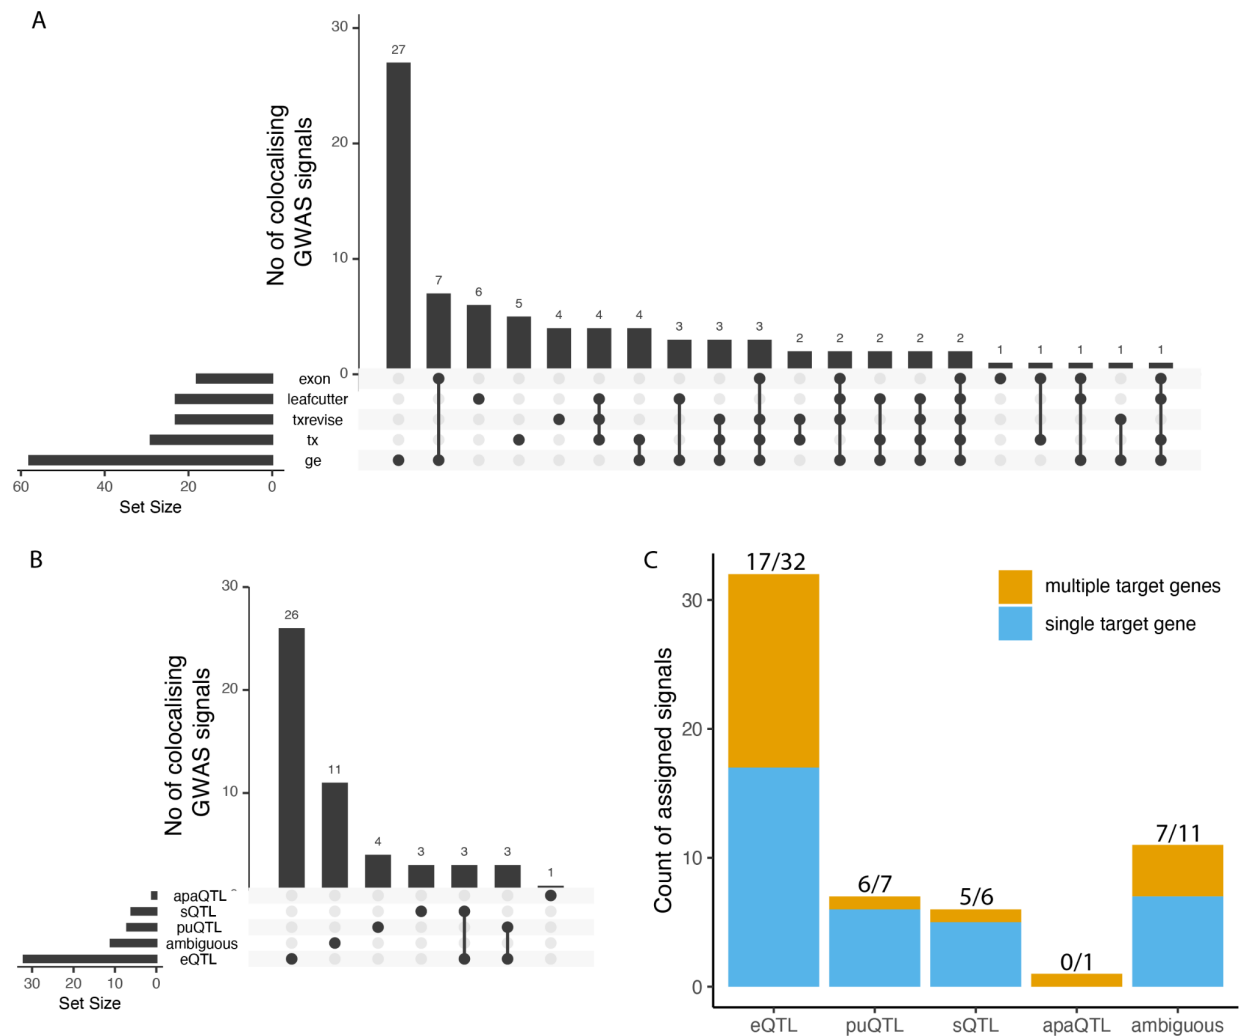 A
No of colocalising
GWAS signals
30
20
10
0
27
7
6
5
4
4
4
3
3
3
2
2
2
2
2
1
1
1
1
1
exon
leafcutter
txrevise
tx
ge
60
40
20
0
Set Size
B
No of colocalising
GWAS signals
30
20
10
26
11
4
3
3
3
1
apaQTL
sQTL
puQTL
ambiguous
eQTL
30
20
10
0
Set Size
C
Count of assigned signals
30
20
10
0
17/32
6/7
5/6
0/1
7/11
multiple target genes
single target gene
eQTL
puQTL
sQTL
apaQTL
ambiguous